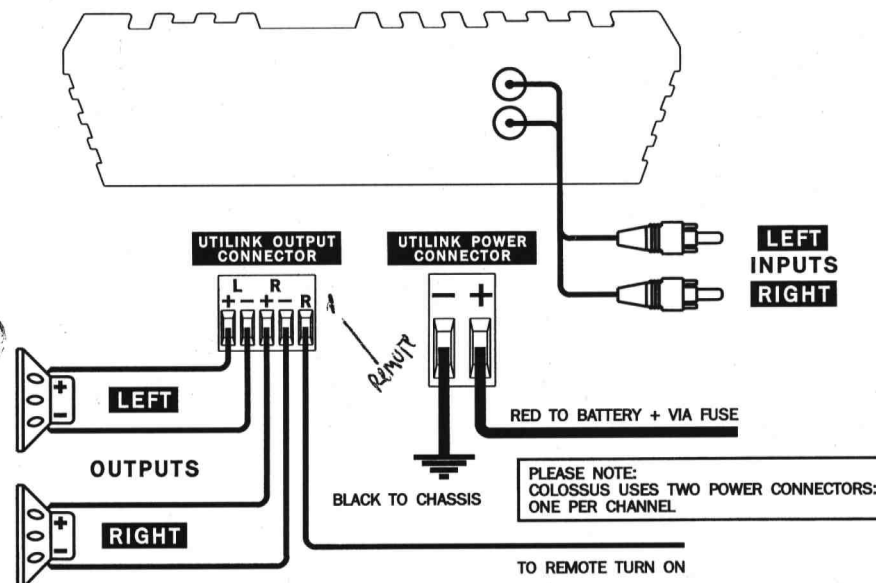 UTILINK OUTPUT
CONNECTOR
UTILINK POWER
CONNECTOR
LEFT
INPUTS
RIGHT
L R
+ − + − R
− +
REMOTE
+
−
LEFT
RED TO BATTERY + VIA FUSE
OUTPUTS
BLACK TO CHASSIS
PLEASE NOTE:
COLOSSUS USES TWO POWER CONNECTORS:
ONE PER CHANNEL
+
−
RIGHT
TO REMOTE TURN ON